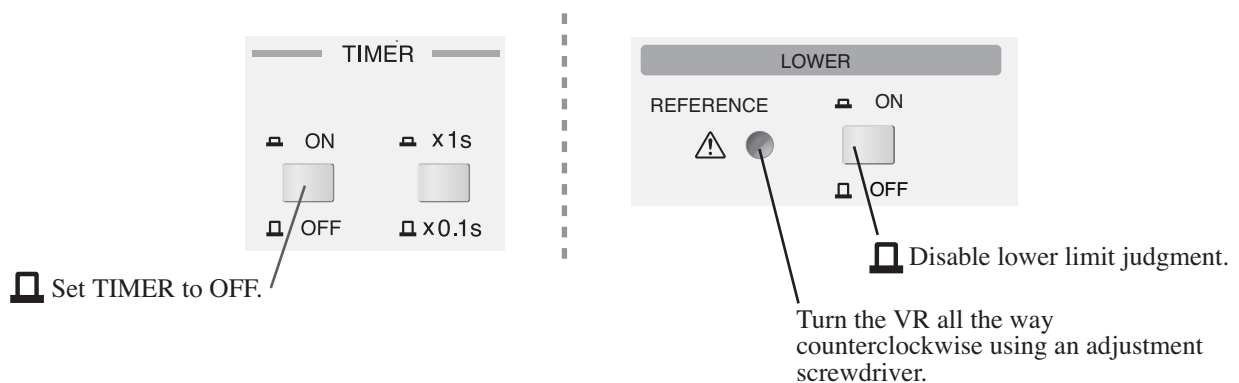 TIMER
ON
x1s
OFF
x0.1s
Set TIMER to OFF.
LOWER
REFERENCE
ON
OFF
Disable lower limit judgment.
Turn the VR all the way
counterclockwise using an adjustment
screwdriver.